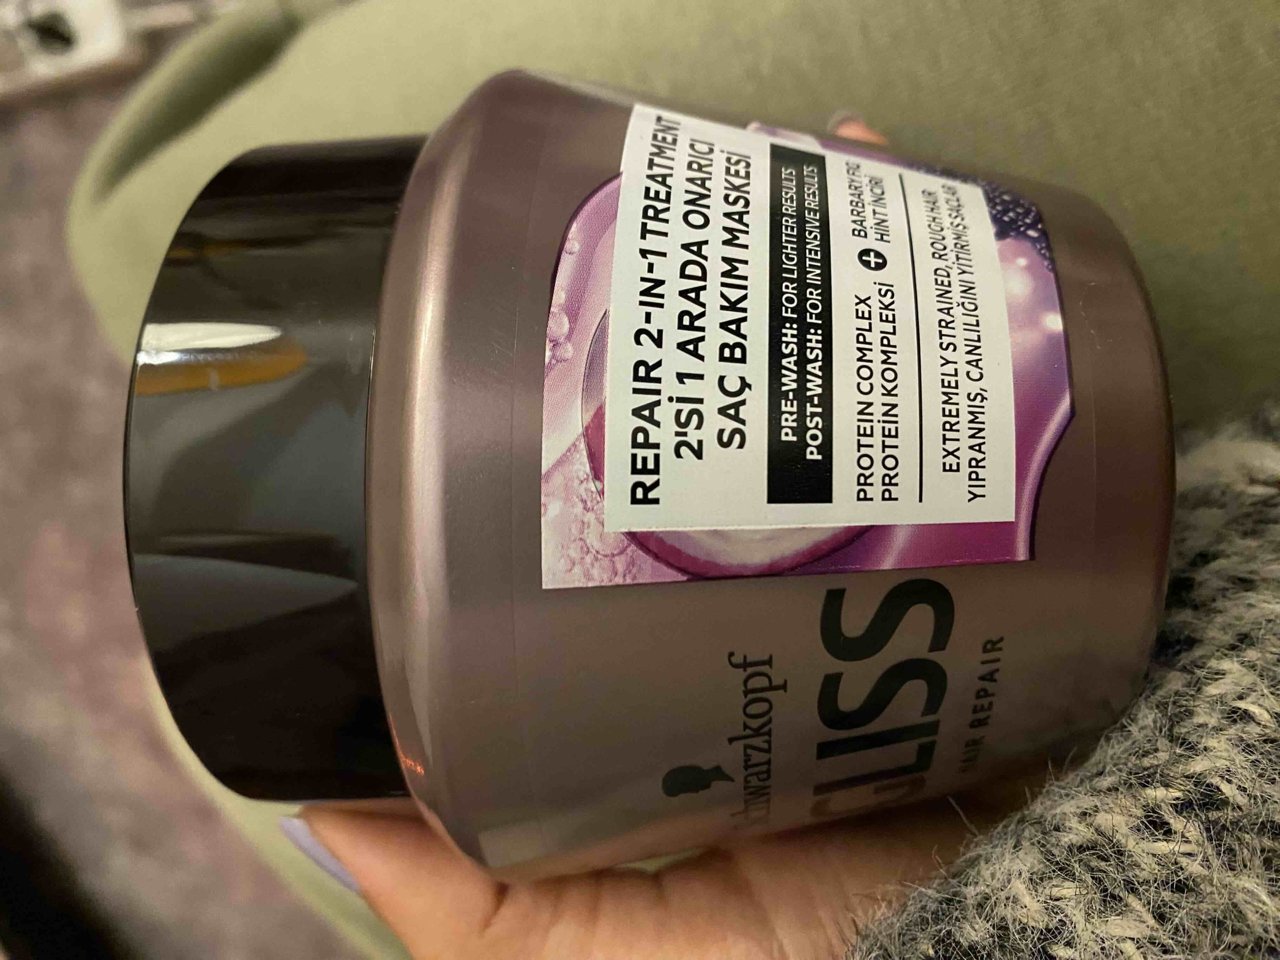 Schwarzkopf
GLISS
HAIR REPAIR
REPAIR 2-IN-1 TREATMENT
2'Sİ 1 ARADA ONARICI
SAÇ BAKIM MASKESİ
PRE-WASH: FOR LIGHTER RESULTS
POST-WASH: FOR INTENSIVE RESULTS
PROTEIN COMPLEX + BARBARY FIG
PROTEİN KOMPLEKSİ HİNT İNCİRİ
EXTREMELY STRAINED, ROUGH HAIR
YIPRANMIŞ, CANLILIĞINI YİTİRMİŞ SAÇLAR